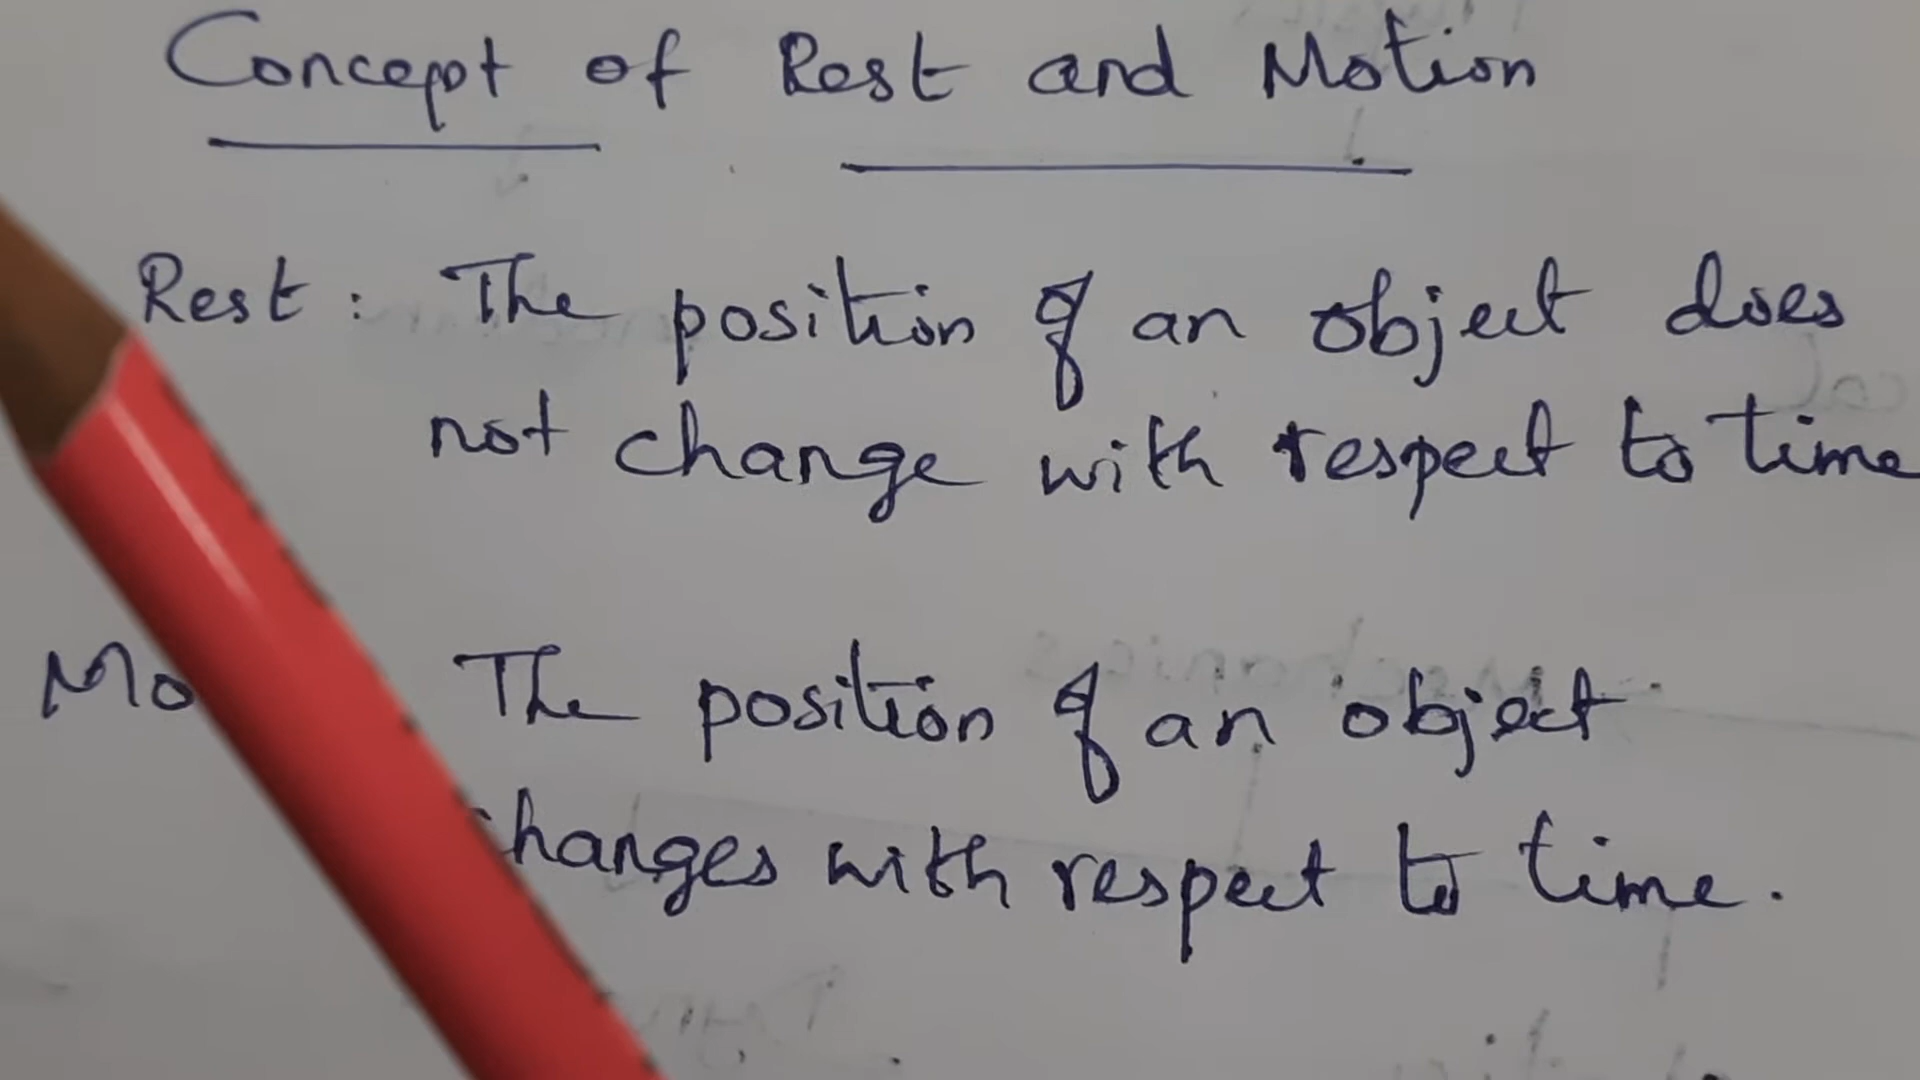 Concept of Rest and Motion
Rest : The position of an object does
not change with respect to time
Mo The position of an object
hanges with respect to time.